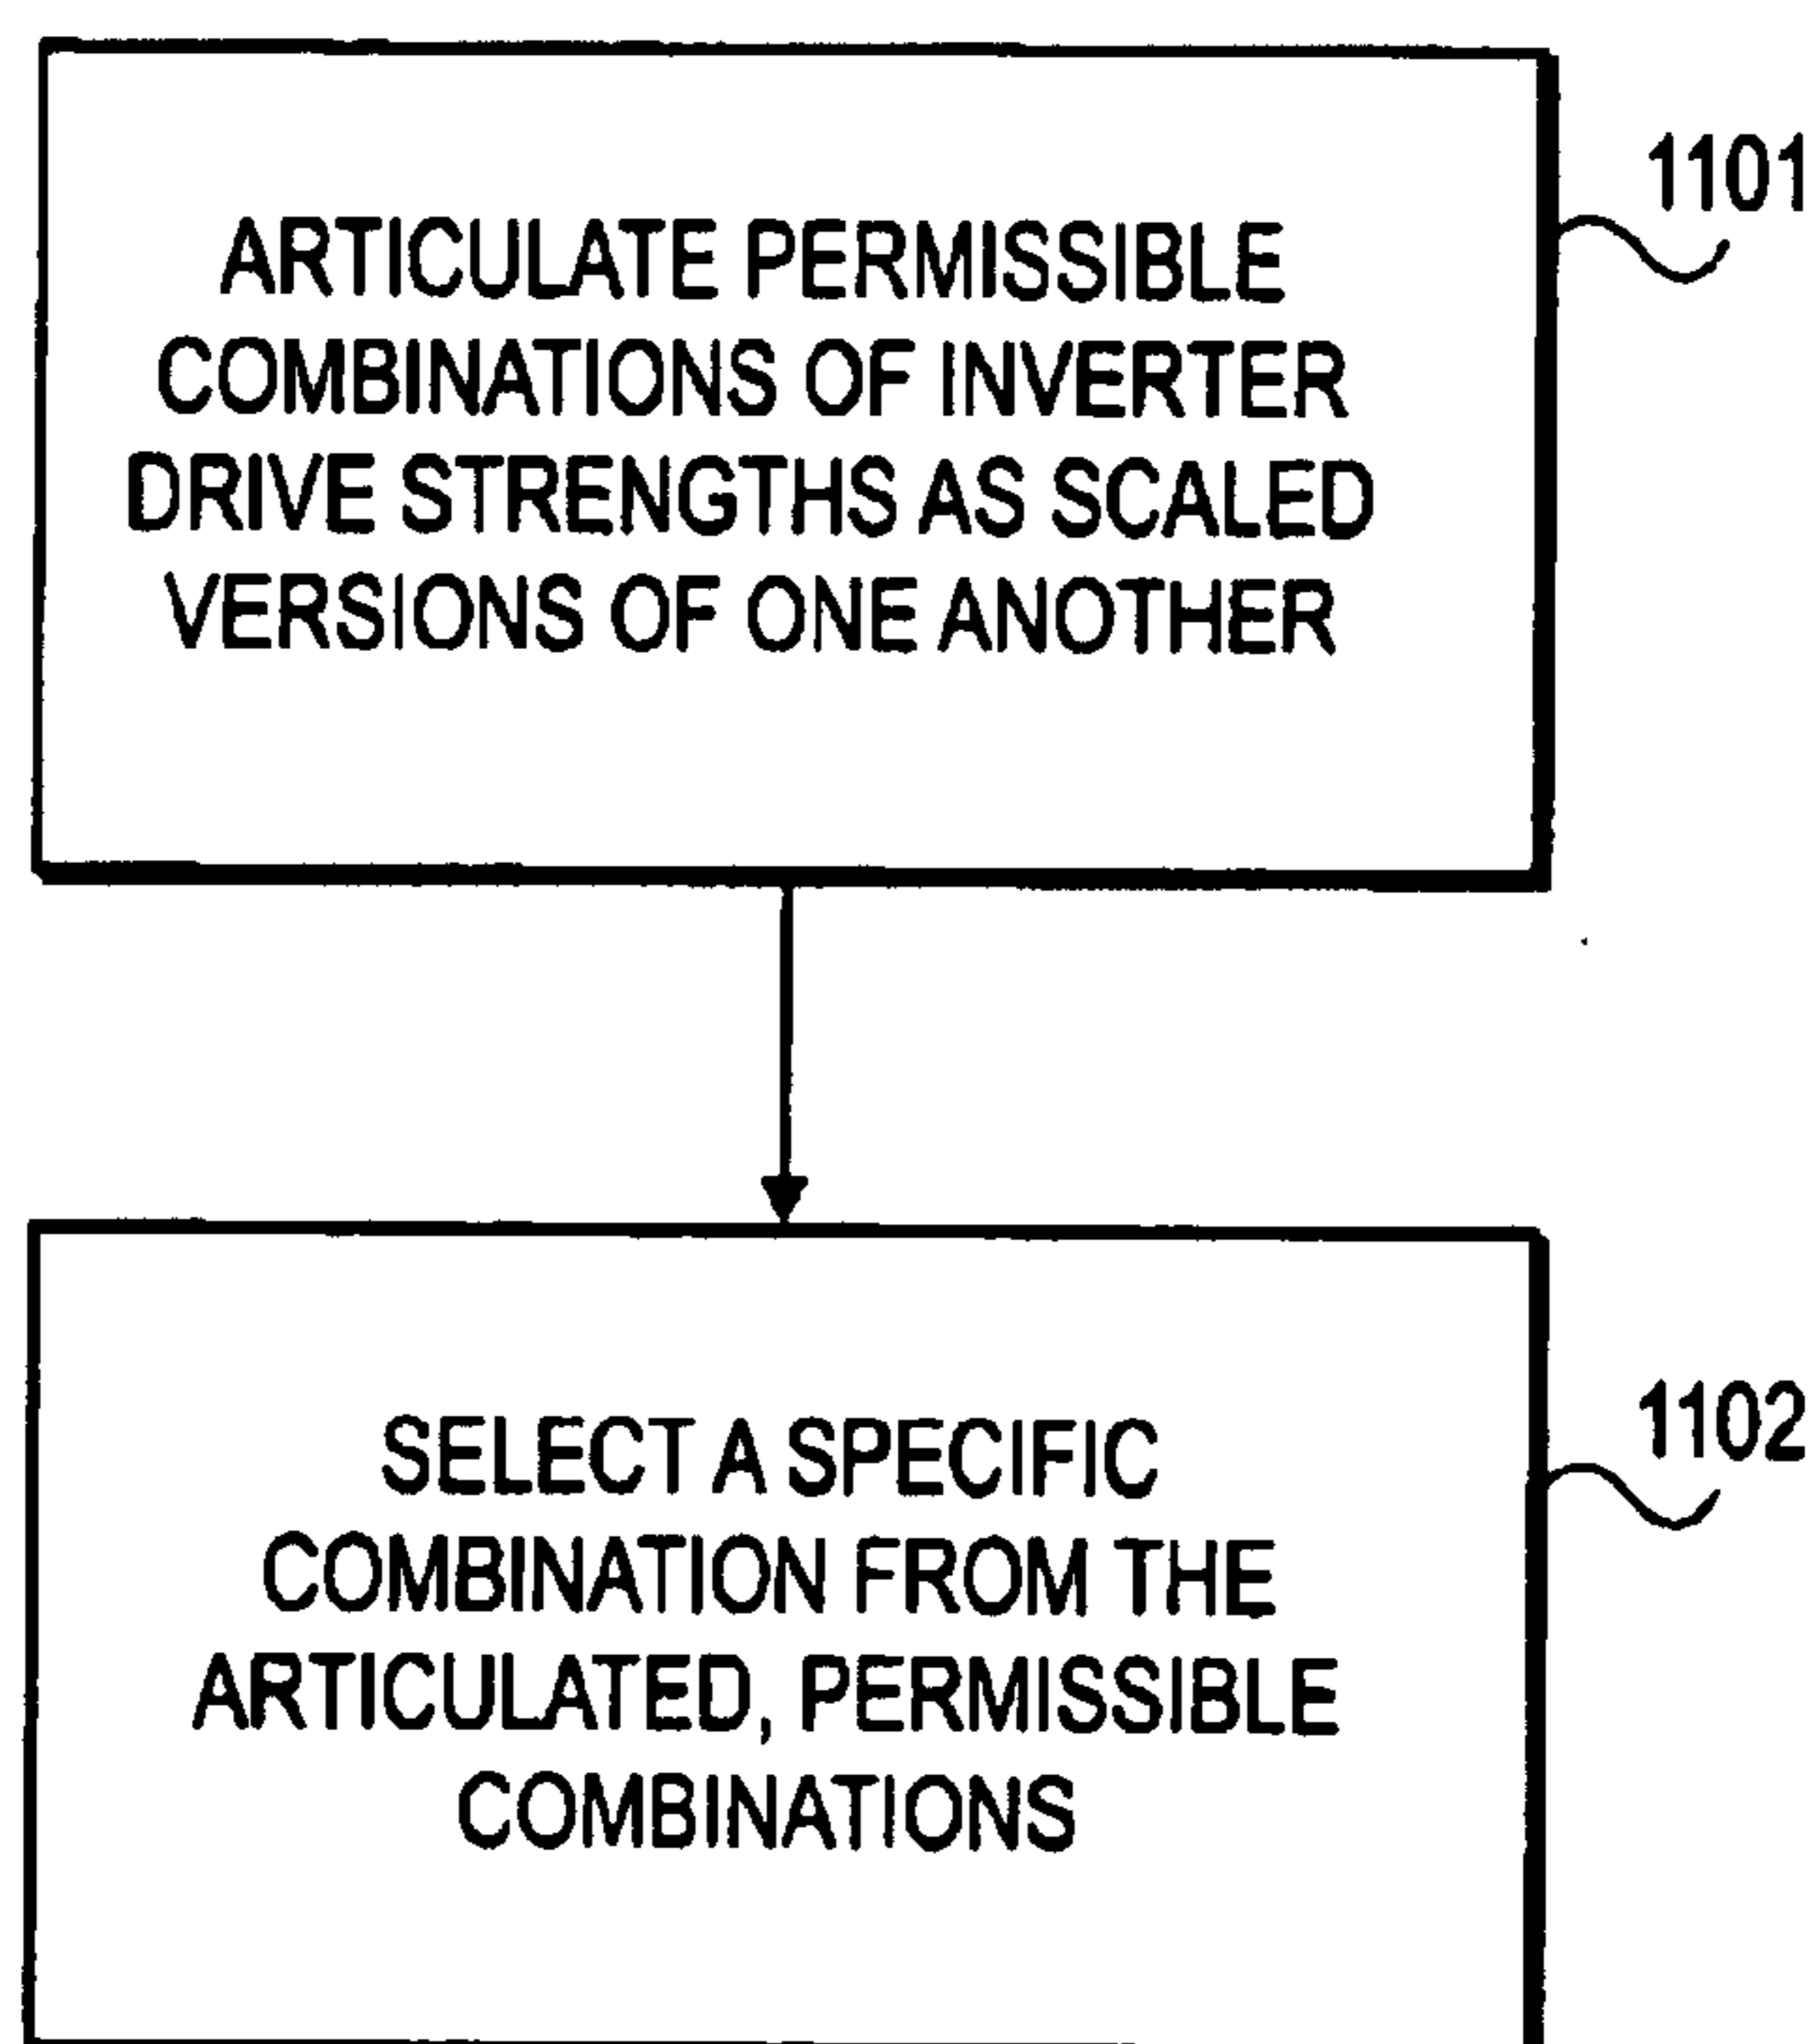 1101
ARTICULATE PERMISSIBLE
COMBINATIONS OF INVERTER
DRIVE STRENGTHS AS SCALED
VERSIONS OF ONE ANOTHER
1102
SELECT A SPECIFIC
COMBINATION FROM THE
ARTICULATED, PERMISSIBLE
COMBINATIONS